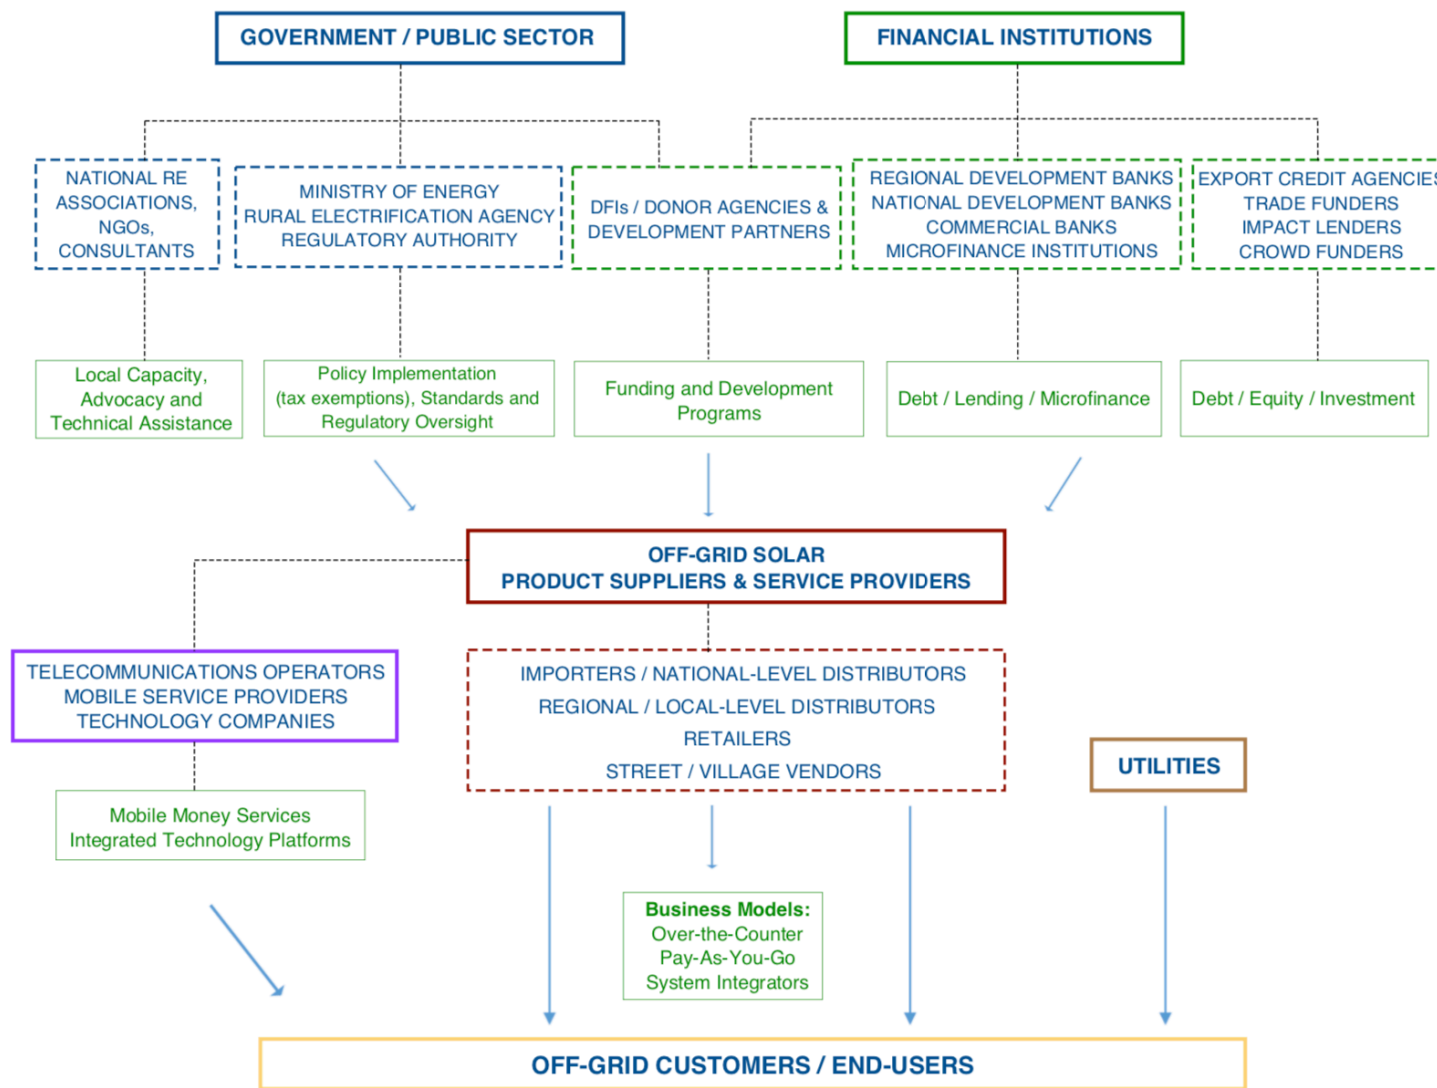 GOVERNMENT / PUBLIC SECTOR
FINANCIAL INSTITUTIONS
NATIONAL RE
ASSOCIATIONS,
NGOs,
CONSULTANTS
MINISTRY OF ENERGY
RURAL ELECTRIFICATION AGENCY
REGULATORY AUTHORITY
DFIs / DONOR AGENCIES &
DEVELOPMENT PARTNERS
REGIONAL DEVELOPMENT BANKS
NATIONAL DEVELOPMENT BANKS
COMMERCIAL BANKS
MICROFINANCE INSTITUTIONS
EXPORT CREDIT AGENCIES
TRADE FUNDERS
IMPACT LENDERS
CROWD FUNDERS
Local Capacity,
Advocacy and
Technical Assistance
Policy Implementation
(tax exemptions), Standards and
Regulatory Oversight
Funding and Development
Programs
Debt / Lending / Microfinance
Debt / Equity / Investment
OFF-GRID SOLAR
PRODUCT SUPPLIERS & SERVICE PROVIDERS
TELECOMMUNICATIONS OPERATORS
MOBILE SERVICE PROVIDERS
TECHNOLOGY COMPANIES
IMPORTERS / NATIONAL-LEVEL DISTRIBUTORS
REGIONAL / LOCAL-LEVEL DISTRIBUTORS
RETAILERS
STREET / VILLAGE VENDORS
UTILITIES
Mobile Money Services
Integrated Technology Platforms
Business Models:
Over-the-Counter
Pay-As-You-Go
System Integrators
OFF-GRID CUSTOMERS / END-USERS